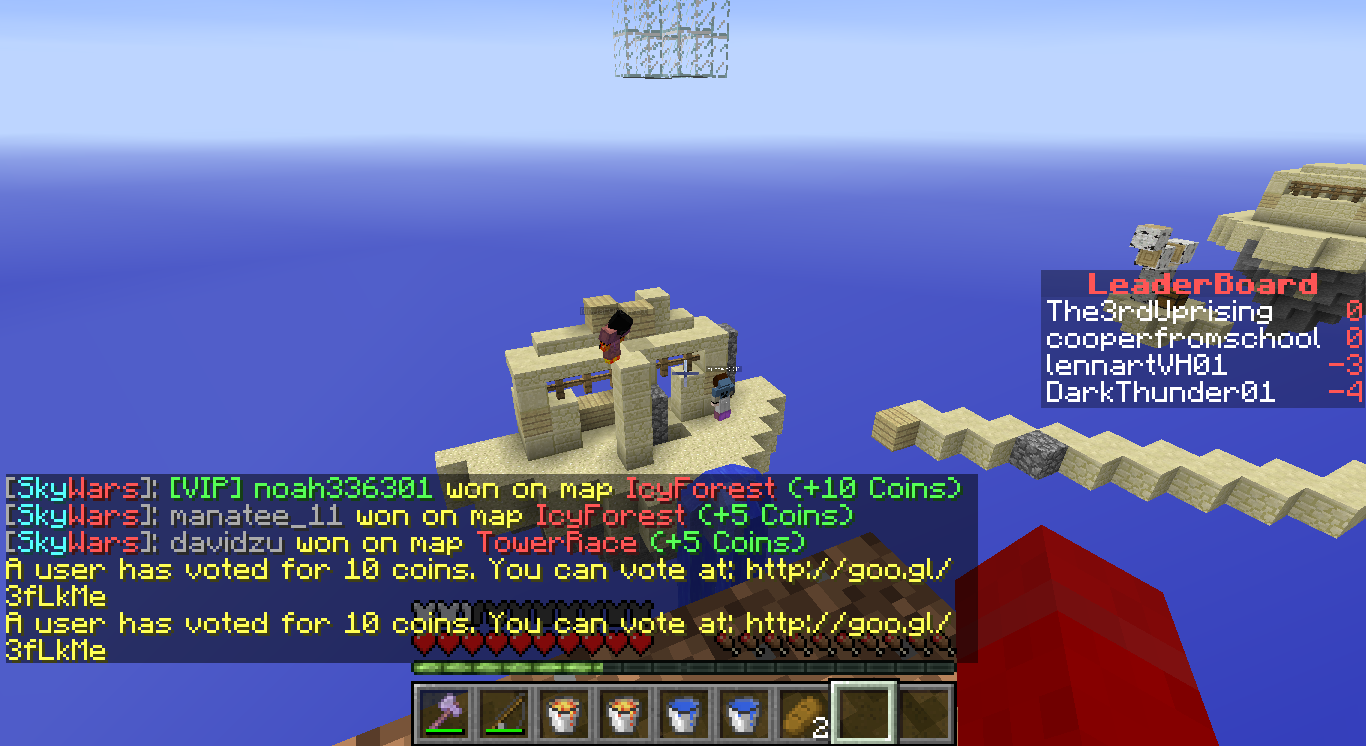 LeaderBoard
The3rdUprising 0
cooperfromschool 0
lennartVH01 -3
DarkThunder01 -4
[SkyWars]: [VIP] noah336301 won on map IcyForest (+10 Coins)
[SkyWars]: manatee_11 won on map IcyForest (+5 Coins)
[SkyWars]: davidzu won on map TowerRace (+5 Coins)
A user has voted for 10 coins. You can vote at: http://goo.gl/
3fLkMe
A user has voted for 10 coins. You can vote at: http://goo.gl/
3fLkMe
2